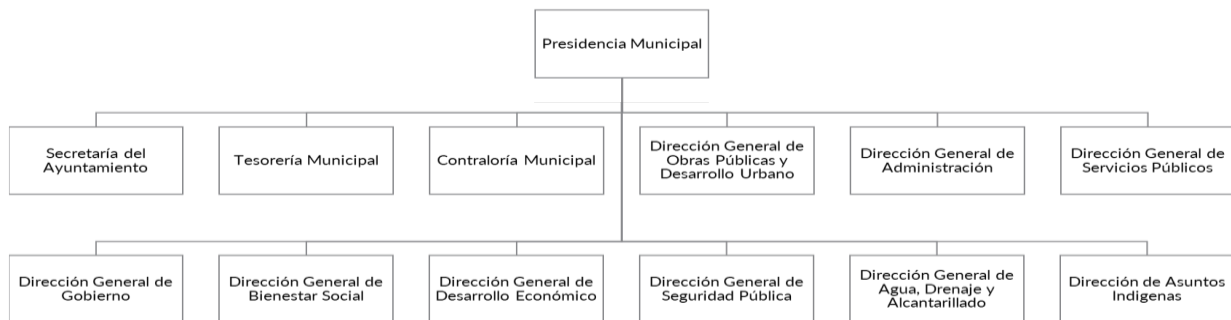 Presidencia Municipal
Secretaría del
Ayuntamiento
Tesorería Municipal
Contraloría Municipal
Dirección General de
Obras Públicas y
Desarrollo Urbano
Dirección General de
Administración
Dirección General de
Servicios Públicos
Dirección General de
Gobierno
Dirección General de
Bienestar Social
Dirección General de
Desarrollo Económico
Dirección General de
Seguridad Pública
Dirección General de
Agua, Drenaje y
Alcantarillado
Dirección de Asuntos
Indigenas